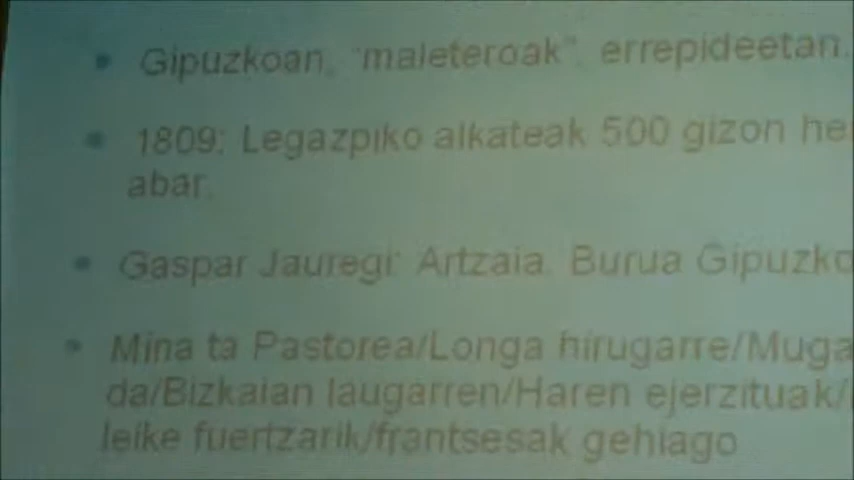 Gipuzkoan, "maleteroak", errepideetan.
1809: Legazpiko alkateak 500 gizon
abar.
Gaspar Jauregi: Artzaia. Burua
Mina ta Pastorea/Longa hirugarre/
da/Bizkaian laugarren/Haren ejerzituak/
leike fuertzarik/frantsesak gehiago